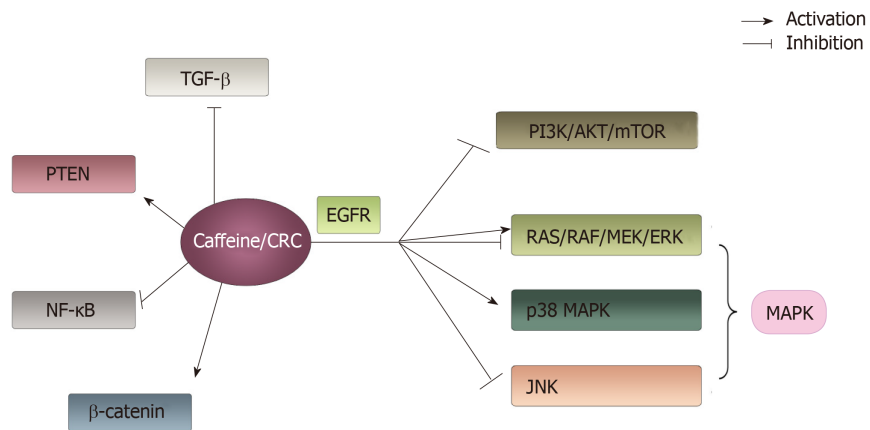 Activation
Inhibition
TGF-β
PI3K/AKT/mTOR
PTEN
EGFR
Caffeine/CRC
RAS/RAF/MEK/ERK
NF-κB
p38 MAPK
MAPK
JNK
β-catenin